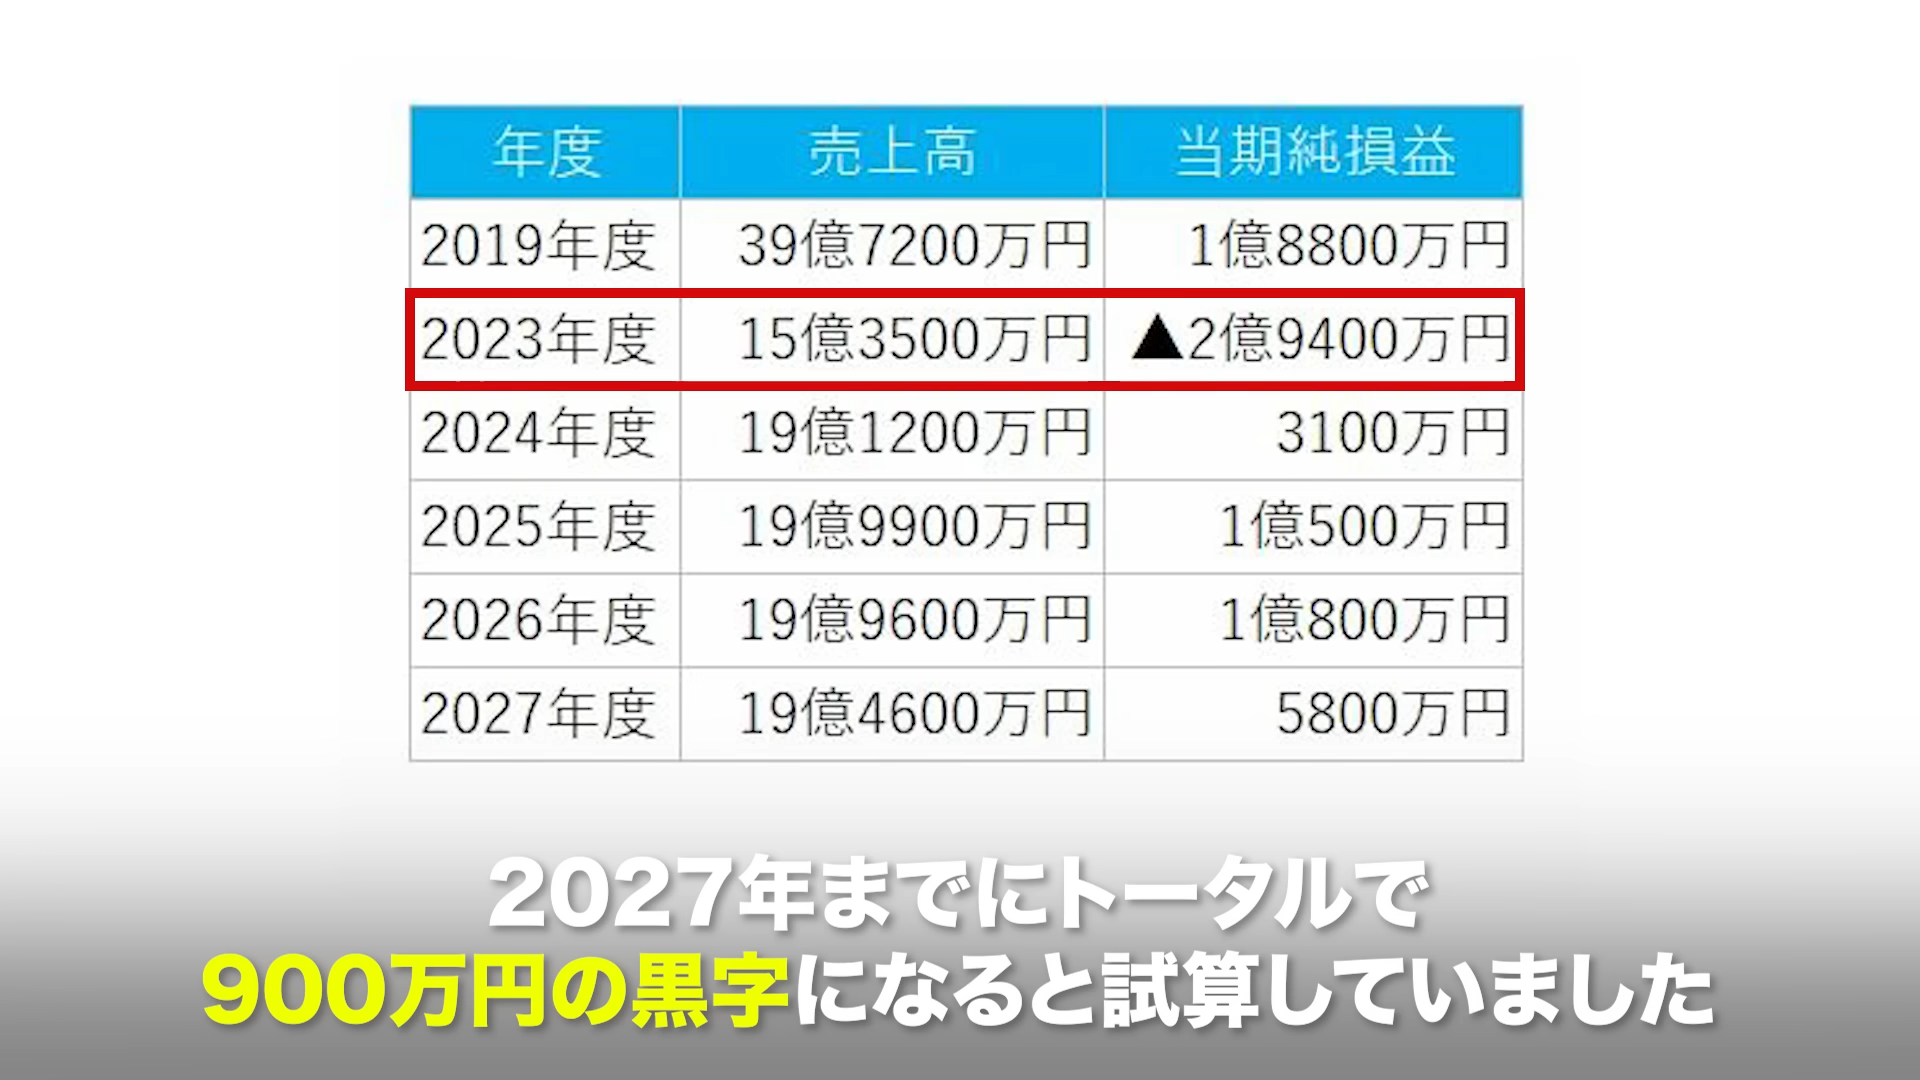 年度 売上高 当期純損益
2019年度 39億7200万円 1億8800万円
2023年度 15億3500万円 ▲2億9400万円
2024年度 19億1200万円 3100万円
2025年度 19億9900万円 1億500万円
2026年度 19億9600万円 1億800万円
2027年度 19億4600万円 5800万円
2027年までにトータルで
900万円の黒字になると試算していました